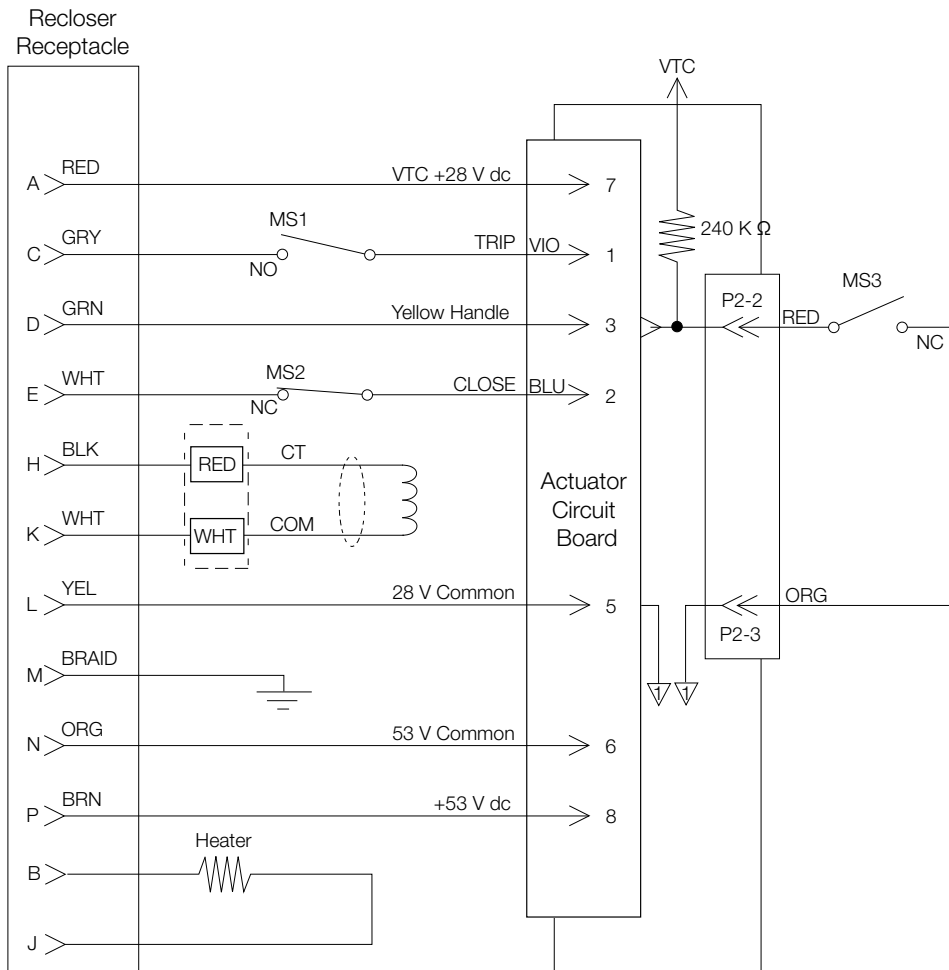 Recloser
Receptacle
VTC
A RED VTC +28 V dc 7
MS1
C GRY NO TRIP VIO 1
240 K Ω
P2-2
MS3
D GRN Yellow Handle 3 RED NC
MS2
E WHT NC CLOSE BLU 2
H BLK RED CT
Actuator
Circuit
Board
K WHT WHT COM
L YEL 28 V Common 5 ORG
P2-3
M BRAID
1 1
N ORG 53 V Common 6
P BRN +53 V dc 8
Heater
B
J